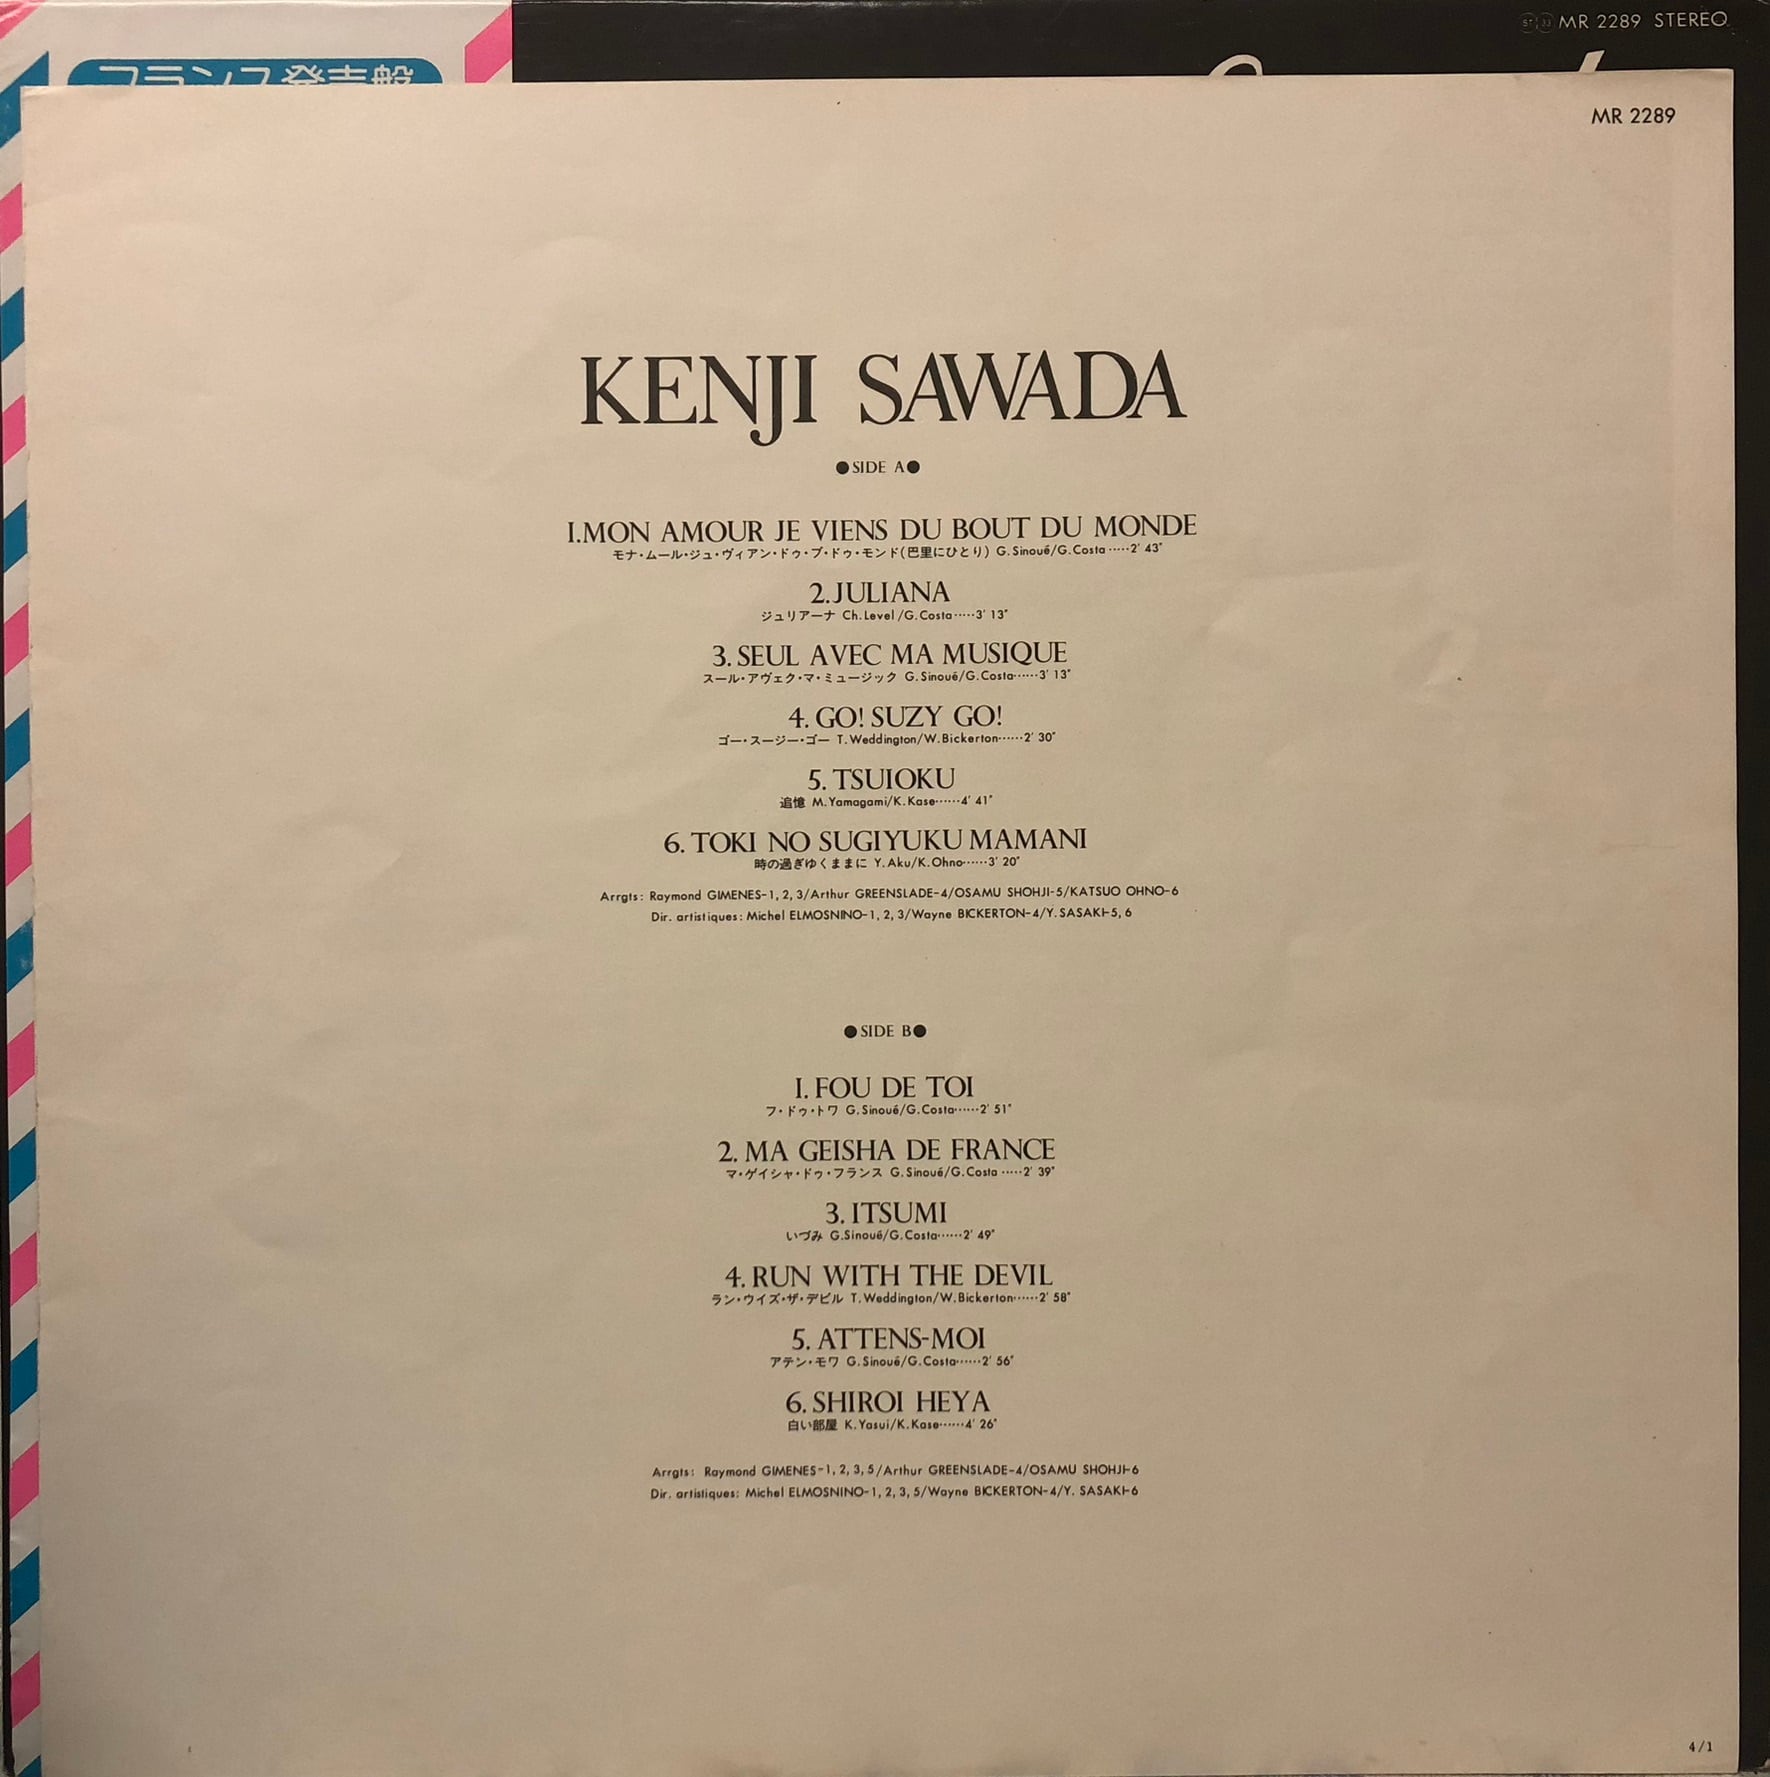 MR 2289 STEREO
フランス発売盤
MR 2289
KENJI SAWADA
●SIDE A●
1.MON AMOUR JE VIENS DU BOUT DU MONDE
モナ・ムール・ジュ・ヴィアン・ドゥ・ブ・ドゥ・モンド(巴里にひとり) G.Sinoué/G.Costa·····2′43″
2.JULIANA
ジュリアーナ Ch.Level/G.Costa·····3′13″
3.SEUL AVEC MA MUSIQUE
スール・アヴェク・マ・ミュージック G.Sinoué/G.Costa······3′13″
4.GO! SUZY GO!
ゴー・スージー・ゴー T.Weddington/W.Bickerton······2′30″
5.TSUIOKU
追憶 M.Yamagami/K.Kase······4′41″
6.TOKI NO SUGIYUKU MAMANI
時の過ぎゆくままに Y.Aku/K.Ohno······3′20″
Arrgts: Raymond GIMENES-1, 2, 3/Arthur GREENSLADE-4/OSAMU SHOHJI-5/KATSUO OHNO-6
Dir. artistiques: Michel ELMOSNINO-1, 2, 3/Wayne BICKERTON-4/Y. SASAKI-5, 6
●SIDE B●
1.FOU DE TOI
フ・ドゥ・トワ G.Sinoué/G.Costa······2′51″
2.MA GEISHA DE FRANCE
マ・ゲイシャ・ドゥ・フランス G.Sinoué/G.Costa·····2′39″
3.ITSUMI
いづみ G.Sinoué/G.Costa······2′49″
4.RUN WITH THE DEVIL
ラン・ウイズ・ザ・デビル T.Weddington/W.Bickerton······2′58″
5.ATTENS-MOI
アテン・モワ G.Sinoué/G.Costa······2′56″
6.SHIROI HEYA
白い部屋 K.Yasui/K.Kase······4′26″
Arrgts: Raymond GIMENES-1, 2, 3, 5/Arthur GREENSLADE-4/OSAMU SHOHJI-6
Dir. artistiques: Michel ELMOSNINO-1, 2, 3, 5/Wayne BICKERTON-4/Y. SASAKI-6
4/1